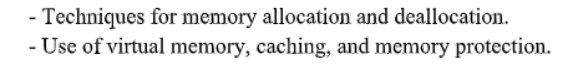 - Techniques for memory allocation and deallocation.
- Use of virtual memory, caching, and memory protection.